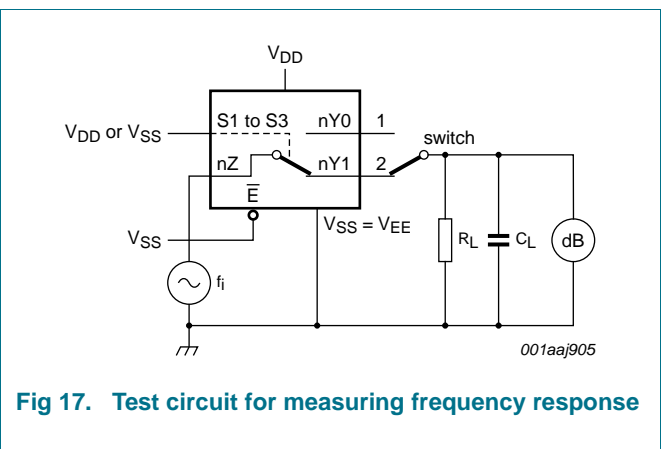 VDD
S1 to S3
nY0
1
VDD or VSS
switch
nZ
nY1
2
E
VSS = VEE
VSS
RL
CL
dB
fi
001aaj905
Fig 17. Test circuit for measuring frequency response